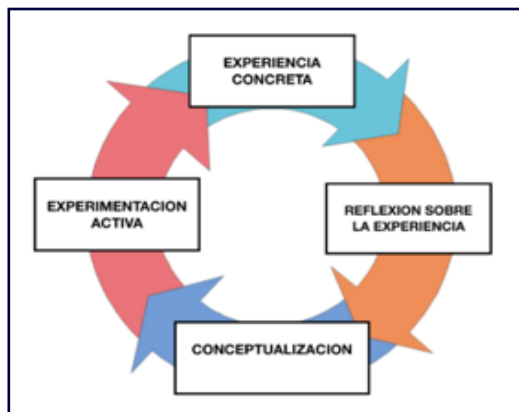 EXPERIENCIA
CONCRETA
REFLEXION SOBRE
LA EXPERIENCIA
CONCEPTUALIZACION
EXPERIMENTACION
ACTIVA